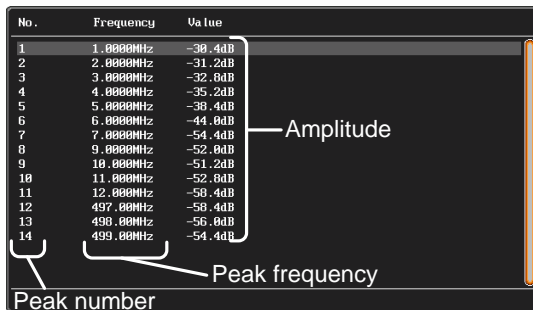 No. Frequency Value
1 1.0000MHz -30.4dB
2 2.0000MHz -31.2dB
3 3.0000MHz -32.8dB
4 4.0000MHz -35.2dB
5 5.0000MHz -38.4dB
6 6.0000MHz -44.0dB
7 7.0000MHz -54.4dB
8 9.0000MHz -52.0dB
9 10.000MHz -51.2dB
10 11.000MHz -52.8dB
11 12.000MHz -58.4dB
12 497.00MHz -58.4dB
13 498.00MHz -56.0dB
14 499.00MHz -54.4dB
Amplitude
Peak frequency
Peak number